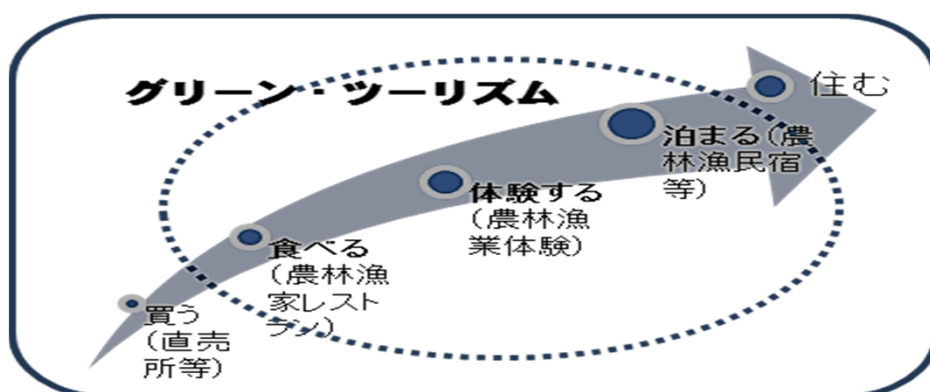 グリーン・ツーリズム
買う
(直売
所等)
食べる
(農林漁
家レスト
ラン)
体験する
(農林漁
業体験)
泊まる(農
林漁民宿
等)
住む